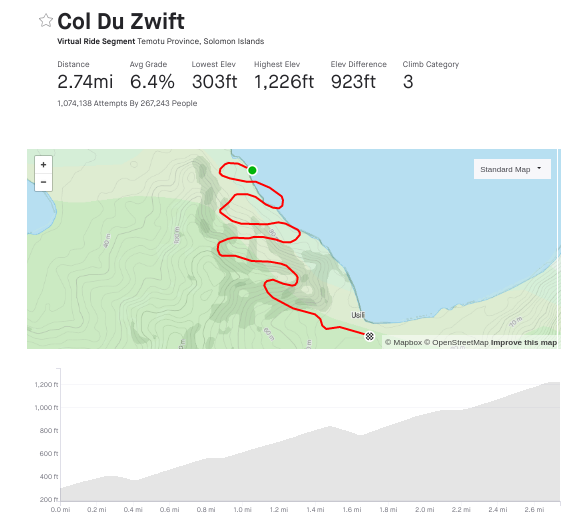 Col Du Zwift
Virtual Ride Segment Temotu Province, Solomon Islands
Distance Avg Grade Lowest Elev Highest Elev Elev Difference Climb Category
2.74mi 6.4% 303ft 1,226ft 923ft 3
1,074,138 Attempts By 267,243 People
+
−
Standard Map
Usili
© Mapbox © OpenStreetMap Improve this map
1,200 ft
1,000 ft
800 ft
600 ft
400 ft
200 ft
0.0 mi 0.2 mi 0.4 mi 0.6 mi 0.8 mi 1.0 mi 1.2 mi 1.4 mi 1.6 mi 1.8 mi 2.0 mi 2.2 mi 2.4 mi 2.6 mi